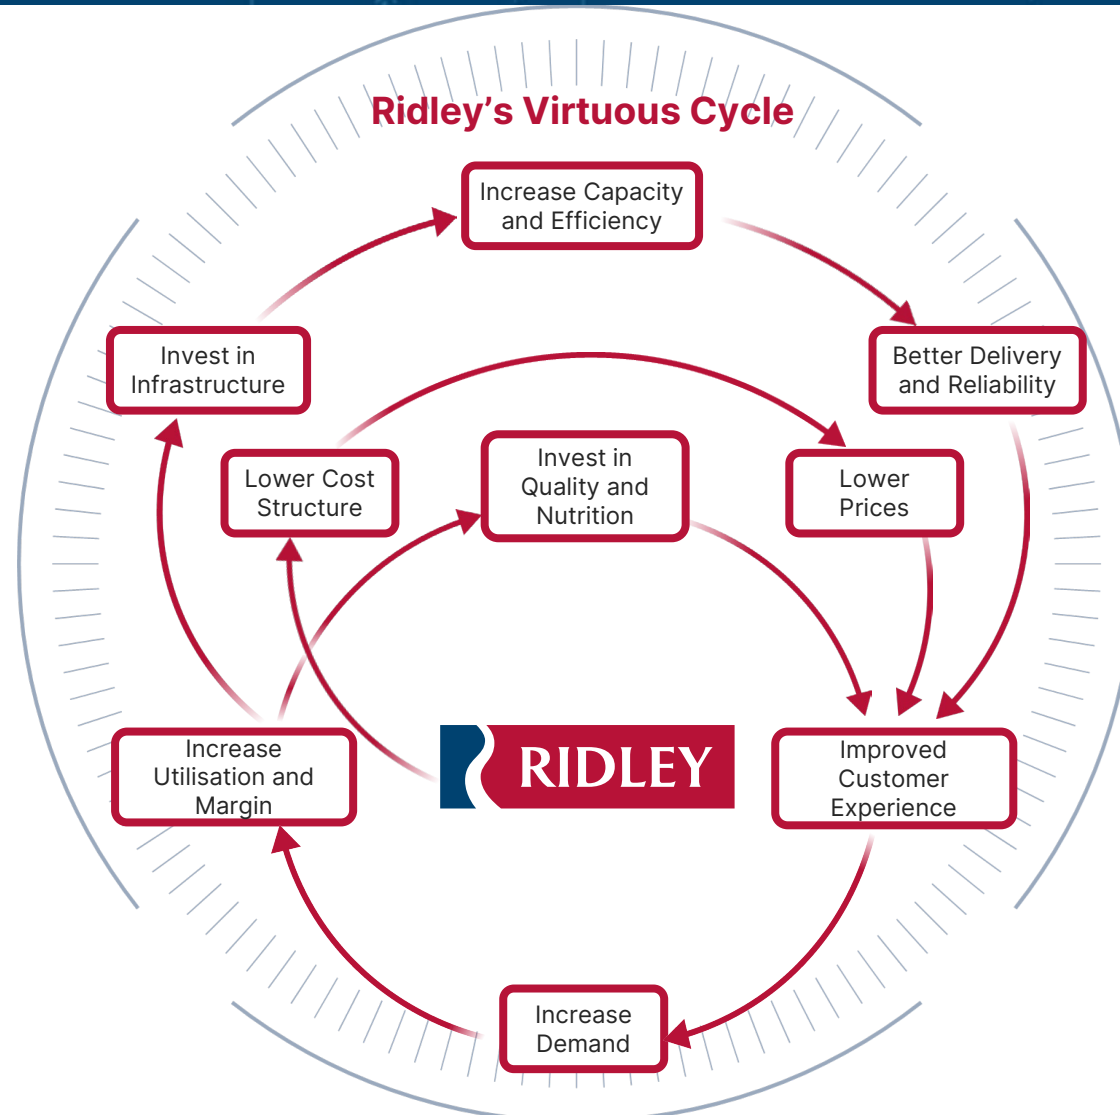 Ridley’s Virtuous Cycle
Increase Capacity
and Efficiency
Invest in
Infrastructure
Better Delivery
and Reliability
Lower Cost
Structure
Invest in
Quality and
Nutrition
Lower
Prices
Increase
Utilisation and
Margin
RIDLEY
Improved
Customer
Experience
Increase
Demand